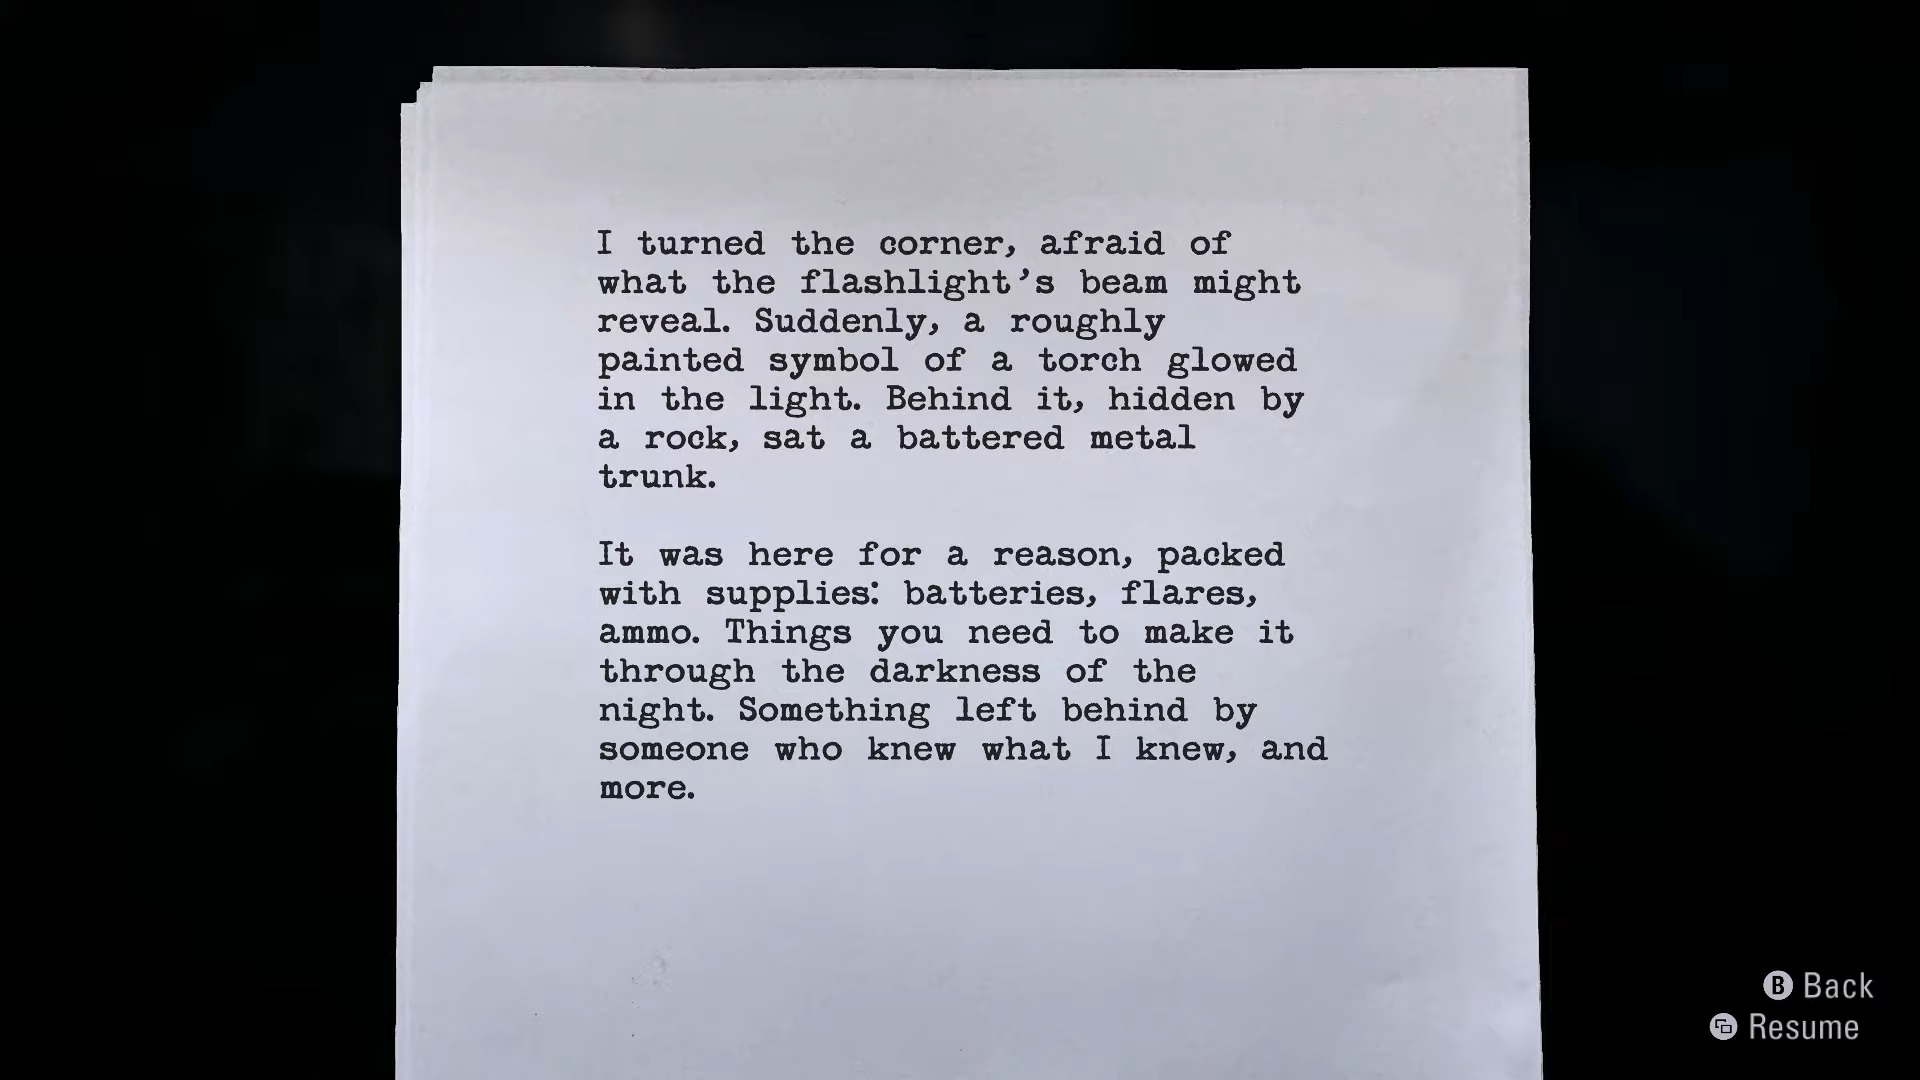 I turned the corner, afraid of
what the flashlight's beam might
reveal. Suddenly, a roughly
painted symbol of a torch glowed
in the light. Behind it, hidden by
a rock, sat a battered metal
trunk.
It was here for a reason, packed
with supplies: batteries, flares,
ammo. Things you need to make it
through the darkness of the
night. Something left behind by
someone who knew what I knew, and
more.
B Back
Resume